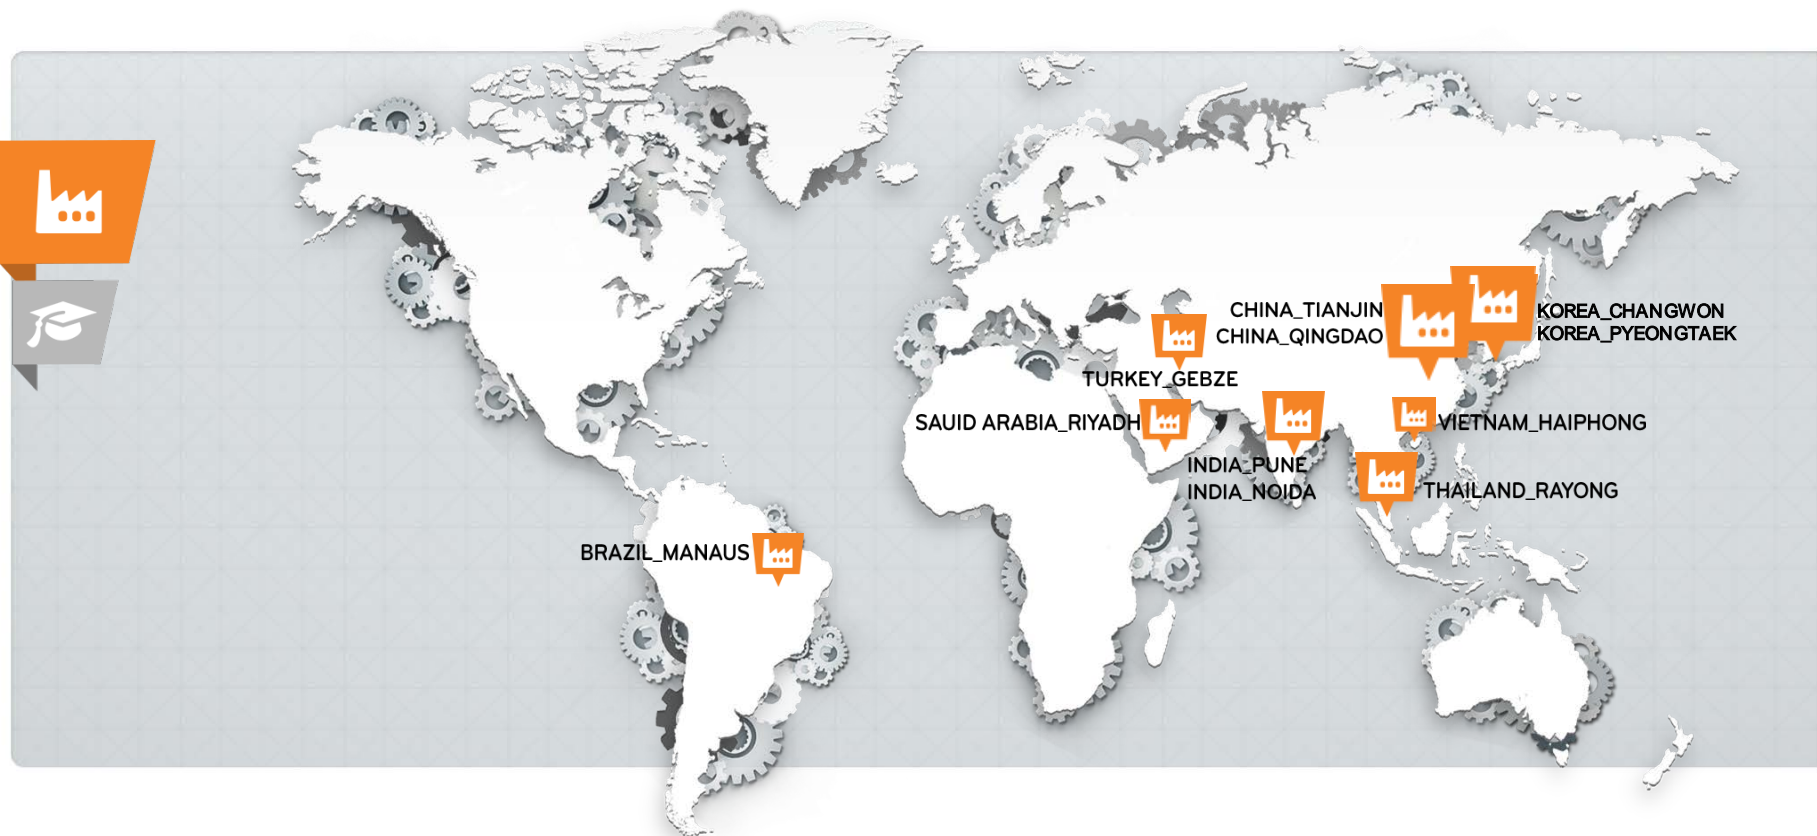 CHINA_TIANJIN
CHINA_QINGDAO
KOREA_CHANGWON
KOREA_PYEONGTAEK
TURKEY_GEBZE
SAUID ARABIA_RIYADH
VIETNAM_HAIPHONG
INDIA_PUNE
INDIA_NOIDA
THAILAND_RAYONG
BRAZIL_MANAUS